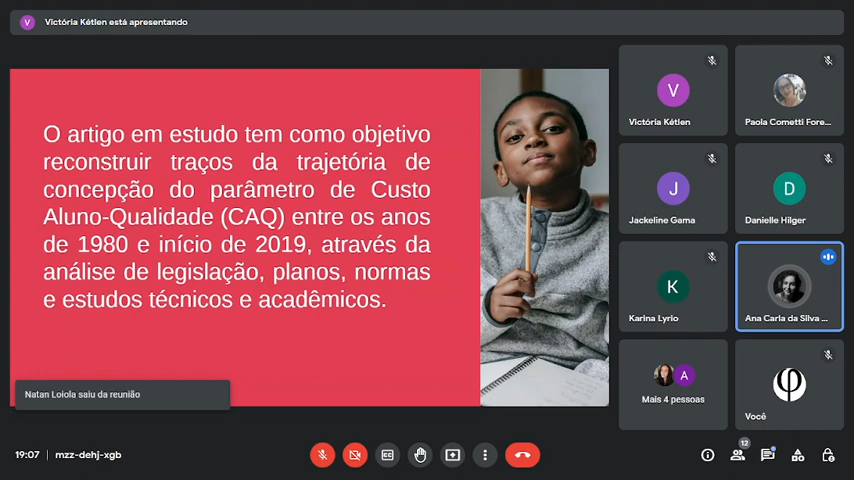 V
Victória Kétlen está apresentando
O artigo em estudo tem como objetivo
reconstruir traços da trajetória de
concepção do parâmetro de Custo
Aluno-Qualidade (CAQ) entre os anos
de 1980 e início de 2019, através da
análise de legislação, planos, normas
e estudos técnicos e acadêmicos.
Natan Loiola saiu da reunião
V
Victória Kétlen
Paola Cometti Fore...
J
Jackeline Gama
D
Danielle Hilger
K
Karina Lyrio
Ana Carla da Silva ...
A
Mais 4 pessoas
Você
19:07 | mzz-dehj-xgb
CC
12